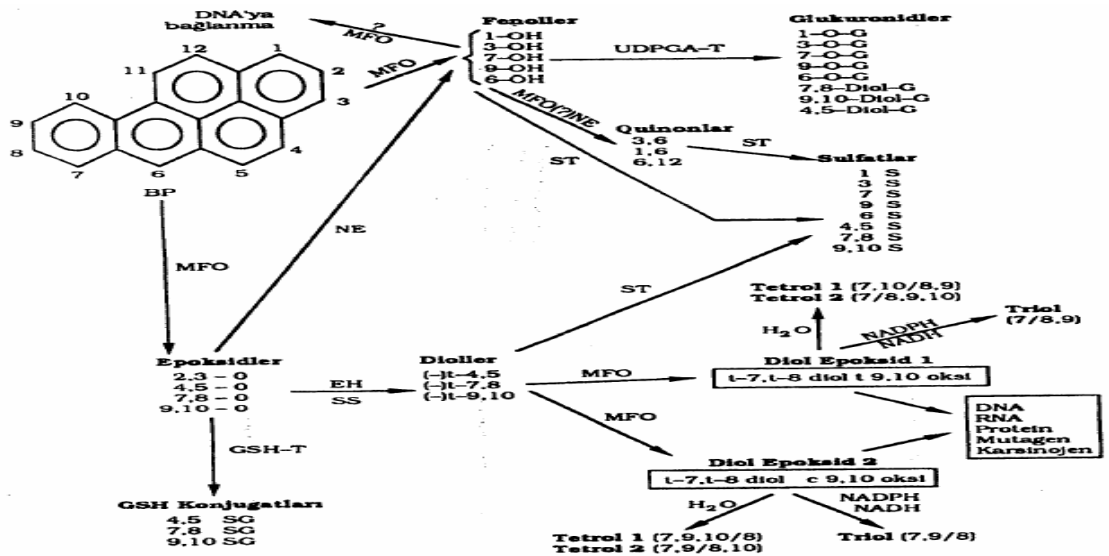 DNA'ya
bağlanma
?
MFO
Fenoller
1-OH
3-OH
7-OH
9-OH
6-OH
UDPGA-T
Glukuronidler
1-O-G
3-O-G
7-O-G
9-O-G
6-O-G
7,8-Diol-G
9,10-Diol-G
4,5-Diol-G
12
1
11
2
10
3
9
8
4
7
6
5
BP
MFO
MFO(?)NE
Quinonlar
3,6
1,6
6,12
ST
ST
Sulfatlar
1 S
3 S
7 S
9 S
6 S
4,5 S
7,8 S
9,10 S
NE
MFO
ST
Tetrol 1 (7,10/8,9)
Tetrol 2 (7/8,9,10)
H2O
NADPH
NADH
Triol
(7/8,9)
Epoksidler
2,3 - 0
4,5 - 0
7,8 - 0
9,10 - 0
EH
SS
Dioller
(-)t-4,5
(-)t-7,8
(-)t-9,10
MFO
Diol Epoksid 1
t-7,t-8 diol t 9,10 oksi
MFO
DNA
RNA
Protein
Mutagen
Karsinojen
GSH-T
Diol Epoksid 2
t-7,t-8 diol c 9,10 oksi
GSH Konjugatları
4,5 SG
7,8 SG
9,10 SG
H2O
NADPH
NADH
Tetrol 1 (7,9,10/8)
Tetrol 2 (7,9/8,10)
Triol (7,9/8)